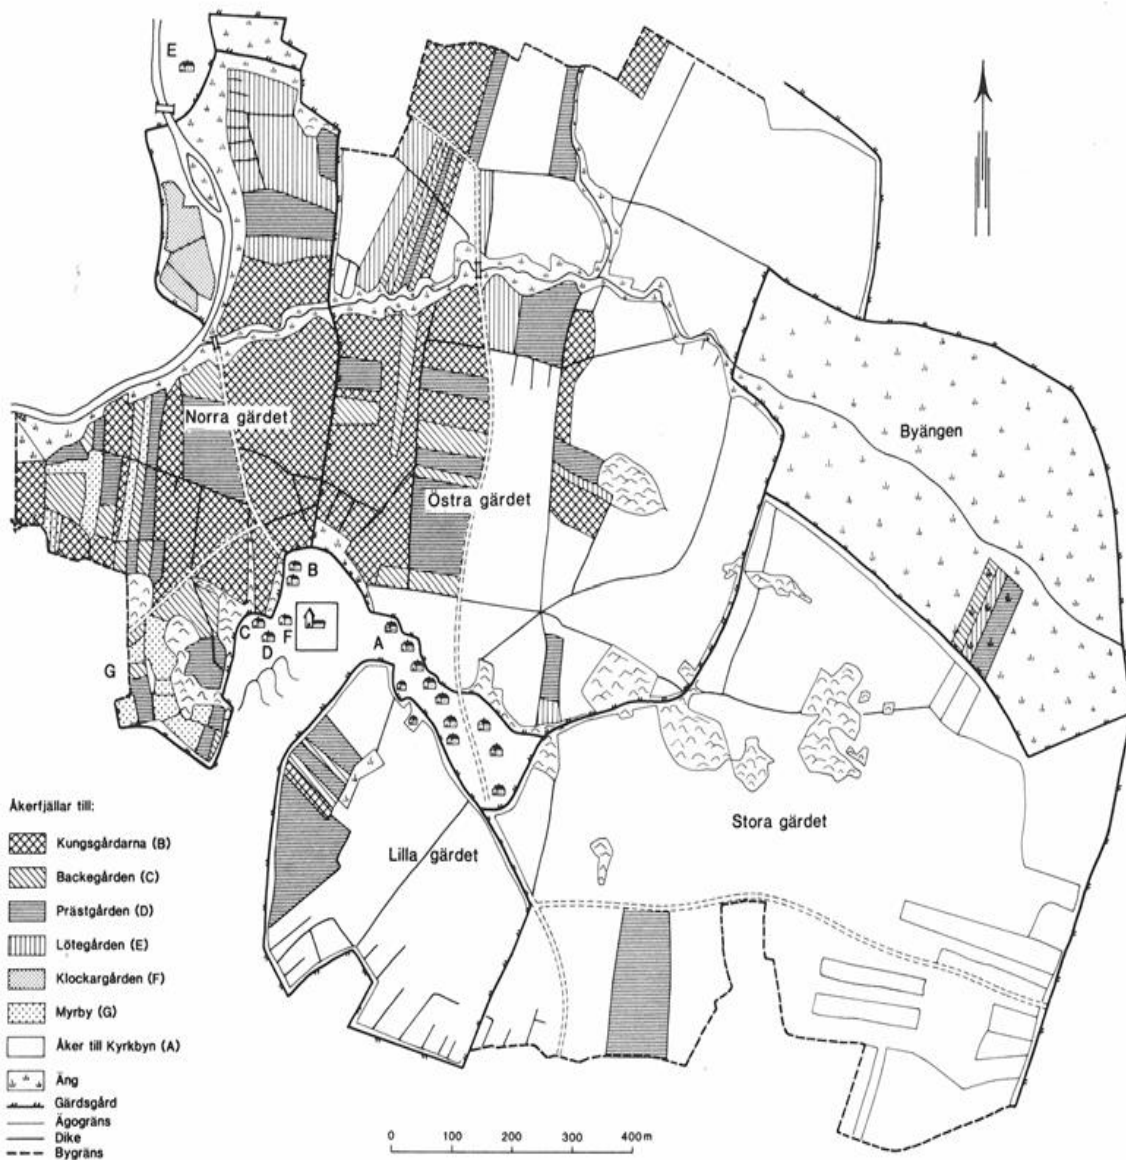 E
Norra gärdet
Byängen
Östra gärdet
B
C
F
D
A
G
Stora gärdet
Lilla gärdet
Åkerfjällar till:
Kungsgårdarna (B)
Backegården (C)
Prästgården (D)
Lötegården (E)
Klockargården (F)
Myrby (G)
Åker till Kyrkbyn (A)
Äng
Gärdsgård
Ägogräns
Dike
Bygräns
0 100 200 300 400 m